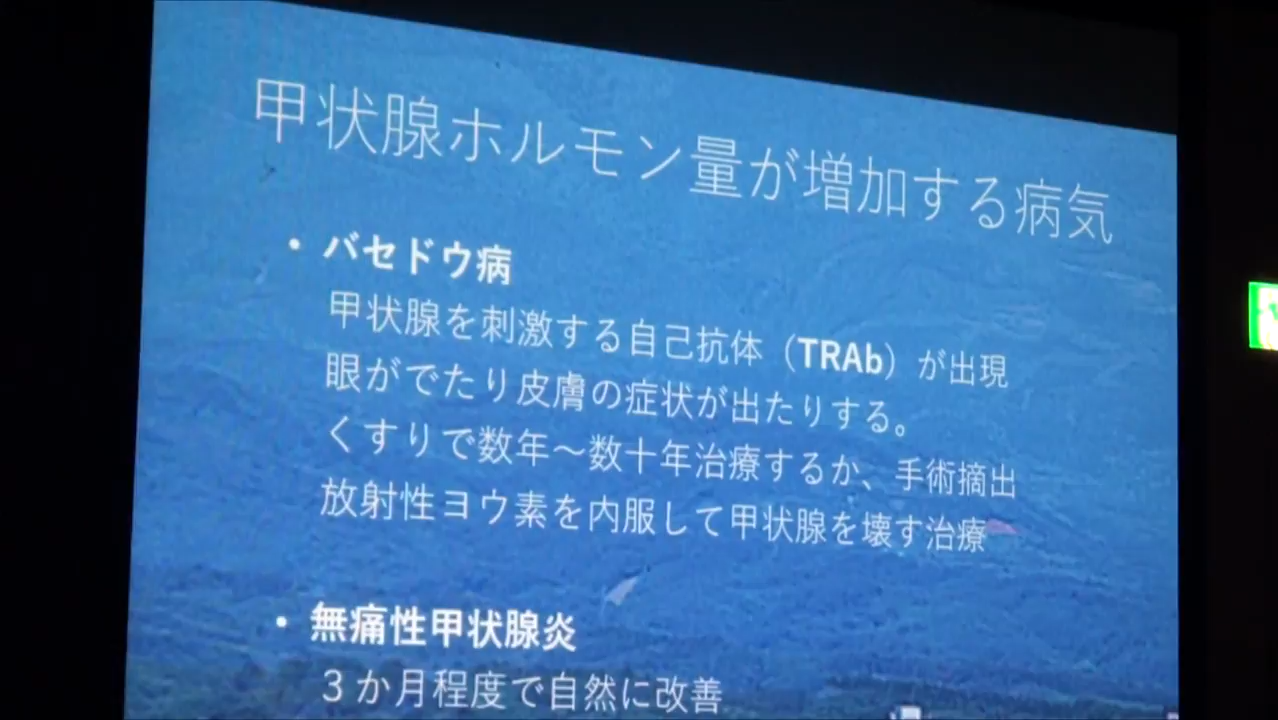 甲状腺ホルモン量が増加する病気
• バセドウ病
甲状腺を刺激する自己抗体（TRAb）が出現
眼がでたり皮膚の症状が出たりする。
くすりで数年〜数十年治療するか、手術摘出
放射性ヨウ素を内服して甲状腺を壊す治療
• 無痛性甲状腺炎
３か月程度で自然に改善